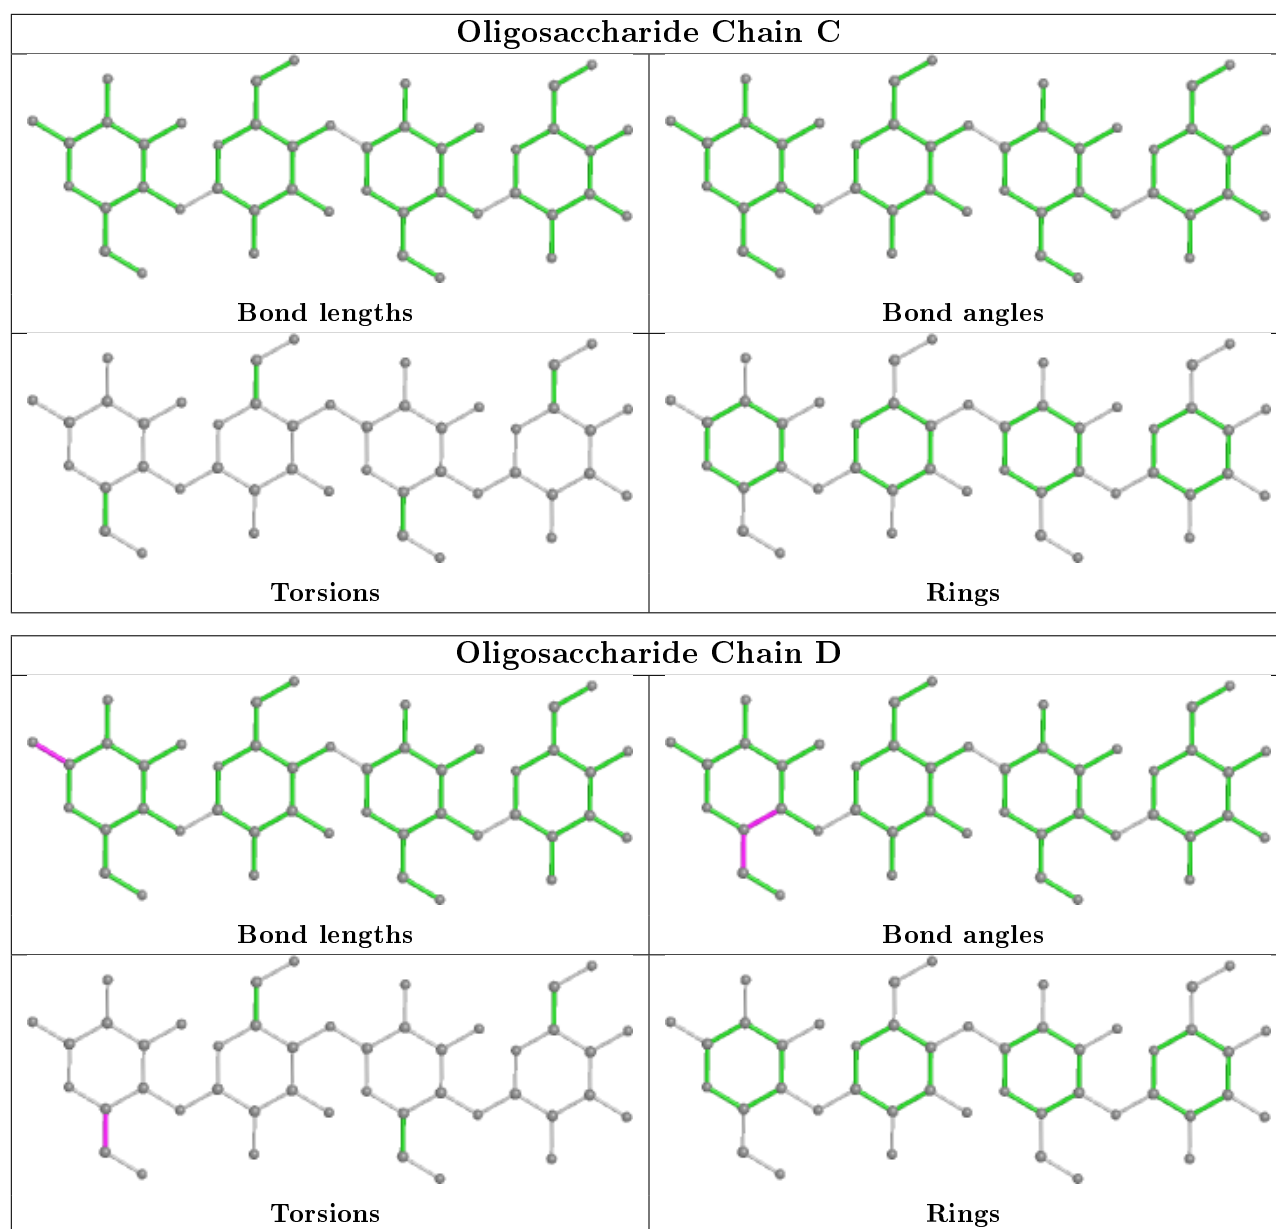 Oligosaccharide Chain C
Bond lengths
Bond angles
Torsions
Rings
Oligosaccharide Chain D
Bond lengths
Bond angles
Torsions
Rings